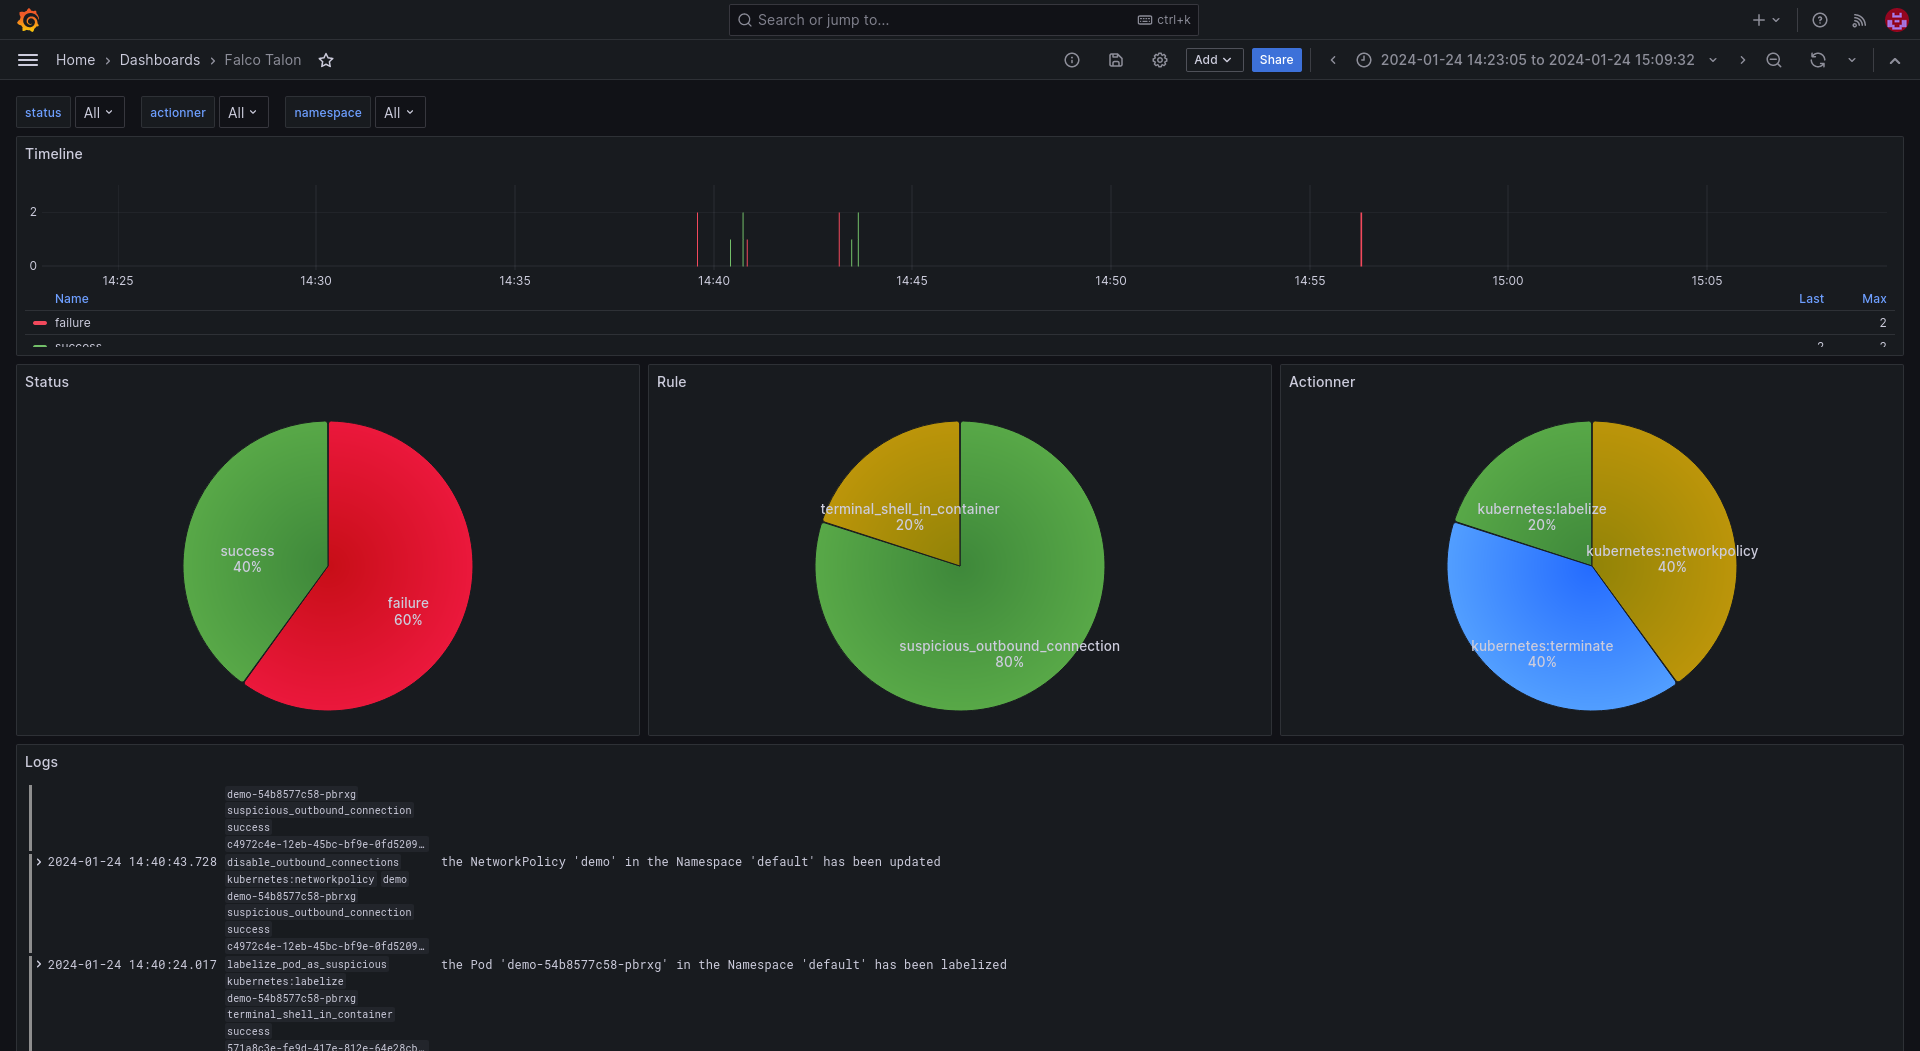 Search or jump to... ctrl+k
Home › Dashboards › Falco Talon Add Share 2024-01-24 14:23:05 to 2024-01-24 15:09:32
status All actionner All namespace All
Timeline
2
0
14:25 14:30 14:35 14:40 14:45 14:50 14:55 15:00 15:05
Name Last Max
failure 2
success 2 2
Status
success
40%
failure
60%
Rule
terminal_shell_in_container
20%
suspicious_outbound_connection
80%
Actionner
kubernetes:labelize
20%
kubernetes:networkpolicy
40%
kubernetes:terminate
40%
Logs
demo-54b8577c58-pbrxg
suspicious_outbound_connection
success
c4972c4e-12eb-45bc-bf9e-0fd5209…
2024-01-24 14:40:43.728 disable_outbound_connections the NetworkPolicy 'demo' in the Namespace 'default' has been updated
kubernetes:networkpolicy demo
demo-54b8577c58-pbrxg
suspicious_outbound_connection
success
c4972c4e-12eb-45bc-bf9e-0fd5209…
2024-01-24 14:40:24.017 labelize_pod_as_suspicious the Pod 'demo-54b8577c58-pbrxg' in the Namespace 'default' has been labelized
kubernetes:labelize
demo-54b8577c58-pbrxg
terminal_shell_in_container
success
571a8c3e-fe9d-417e-812e-64e28cb…